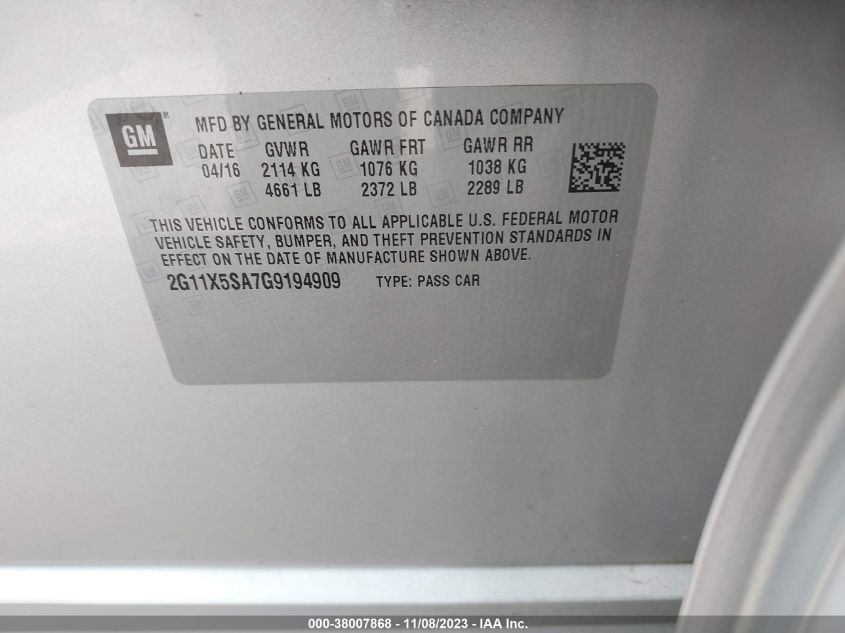 GM
MFD BY GENERAL MOTORS OF CANADA COMPANY
DATE GVWR GAWR FRT GAWR RR
04/16 2114 KG 1076 KG 1038 KG
4661 LB 2372 LB 2289 LB
THIS VEHICLE CONFORMS TO ALL APPLICABLE U.S. FEDERAL MOTOR
VEHICLE SAFETY, BUMPER, AND THEFT PREVENTION STANDARDS IN
EFFECT ON THE DATE OF MANUFACTURE SHOWN ABOVE.
2G11X5SA7G9194909 TYPE: PASS CAR
000-38007868 - 11/08/2023 - IAA Inc.